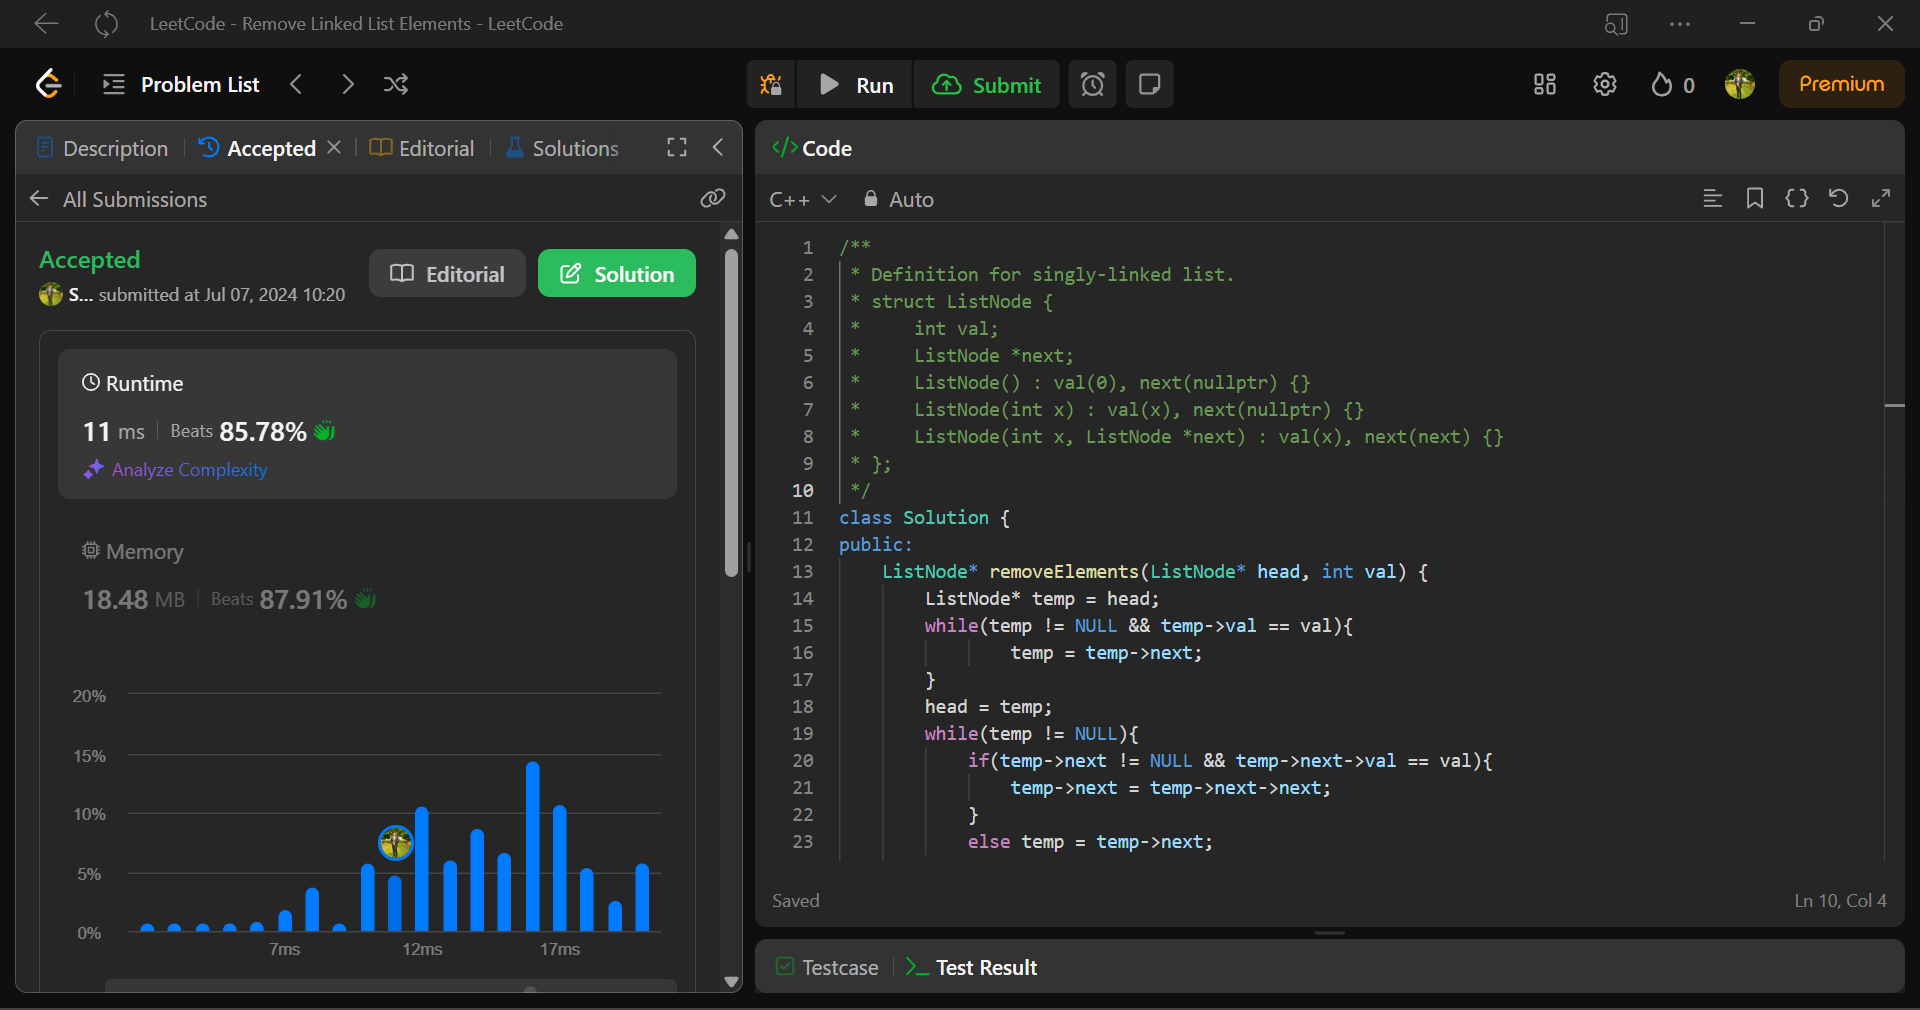 LeetCode - Remove Linked List Elements - LeetCode
Problem List
Run
Submit
0
Premium
Description
Accepted
Editorial
Solutions
All Submissions
Accepted
S... submitted at Jul 07, 2024 10:20
Editorial
Solution
Runtime
11 ms
Beats 85.78%
Analyze Complexity
Memory
18.48 MB
Beats 87.91%
20%
15%
10%
5%
0%
7ms
12ms
17ms
</> Code
C++
Auto
1 /**
2  * Definition for singly-linked list.
3  * struct ListNode {
4  *     int val;
5  *     ListNode *next;
6  *     ListNode() : val(0), next(nullptr) {}
7  *     ListNode(int x) : val(x), next(nullptr) {}
8  *     ListNode(int x, ListNode *next) : val(x), next(next) {}
9  * };
10  */
11 class Solution {
12 public:
13     ListNode* removeElements(ListNode* head, int val) {
14         ListNode* temp = head;
15         while(temp != NULL && temp->val == val){
16                 temp = temp->next;
17         }
18         head = temp;
19         while(temp != NULL){
20             if(temp->next != NULL && temp->next->val == val){
21                 temp->next = temp->next->next;
22             }
23             else temp = temp->next;
Saved
Ln 10, Col 4
Testcase
Test Result